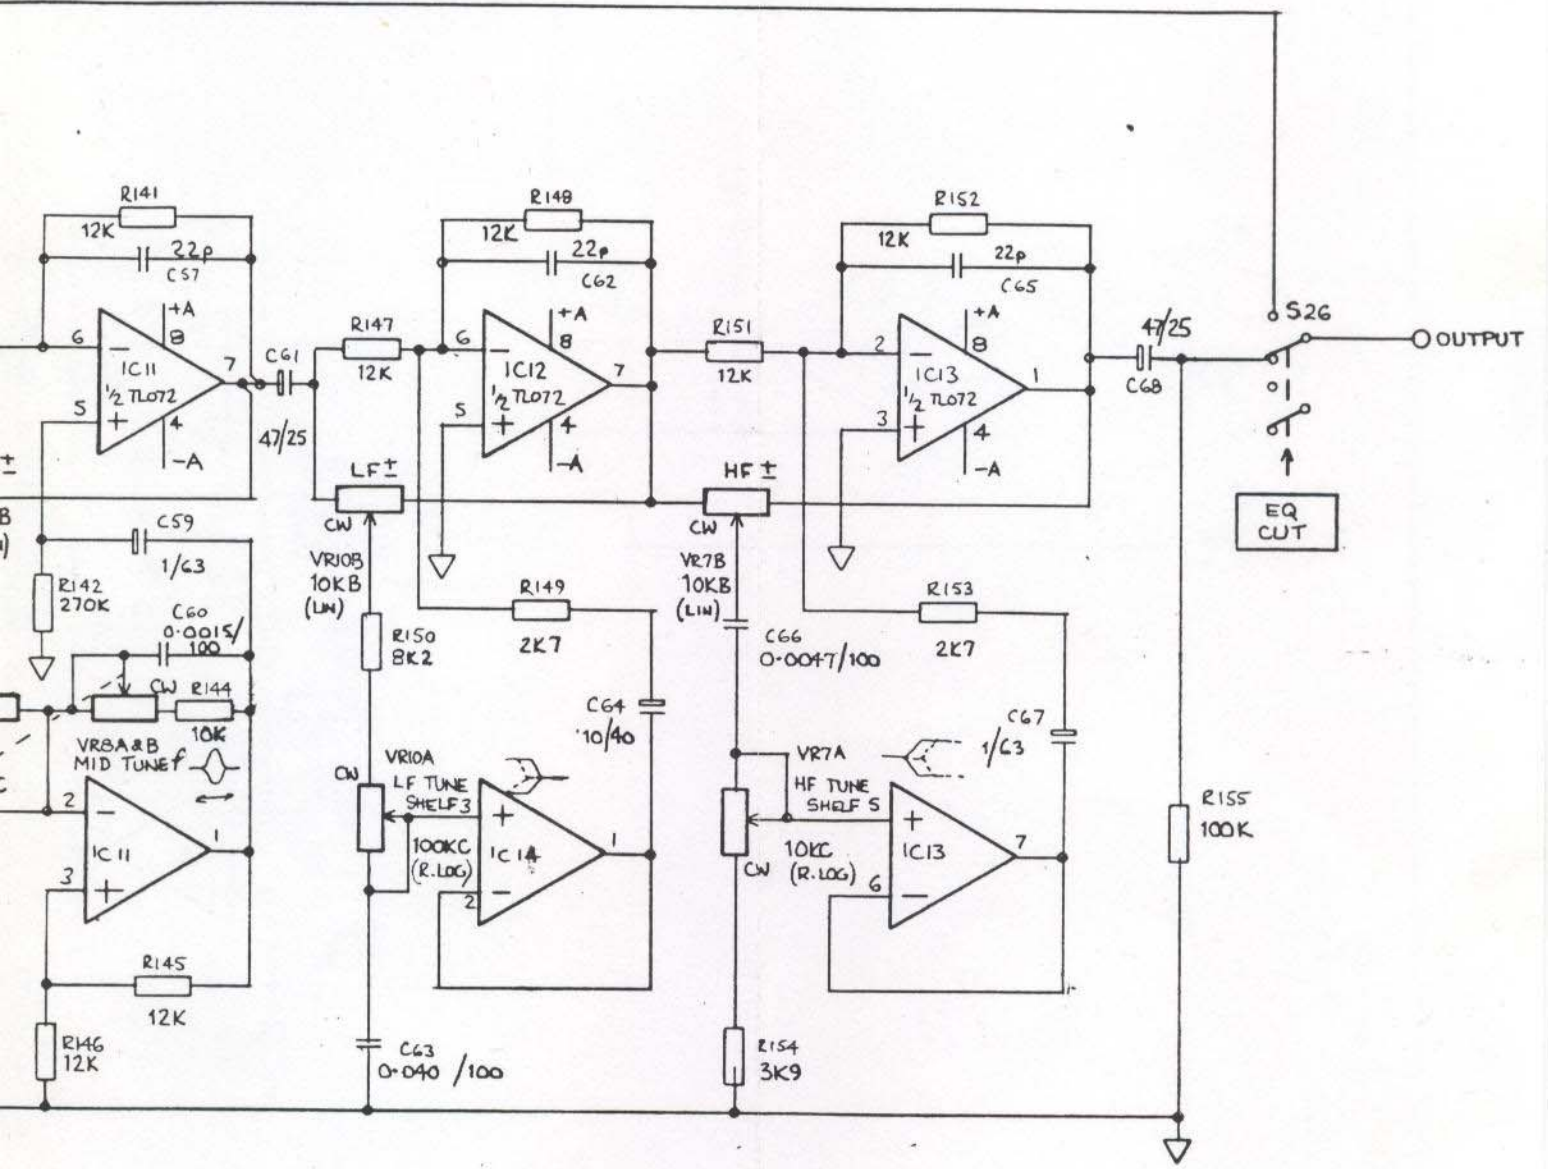 R141
12K
22p
C57
+A
8
6
−
IC11
½ TL072
7
5
+
4
−A
C61
47/25
R147
12K
R148
12K
22p
C62
+A
8
6
−
IC12
½ TL072
7
5
+
4
−A
R151
12K
R152
12K
22p
C65
+A
8
2
−
IC13
½ TL072
1
3
+
4
−A
47/25
C68
S26
OUTPUT
EQ
CUT
±
B
LF ±
CW
VR10B
10KB
(LIN)
HF ±
CW
VR7B
10KB
(LIN)
C59
1/63
R142
270K
C60
0.0015/
100
CW
R144
10K
VR8A&B
MID TUNE f
C
2
−
IC11
1
3
+
R145
12K
R146
12K
R150
8K2
R149
2K7
C64
10/40
CW
VR10A
LF TUNE
SHELF 3
100KC
(R.LOG)
+
IC14
1
2
−
C63
0.040 /100
C66
0.0047/100
R153
2K7
C67
1/63
VR7A
HF TUNE
SHELF 5
CW
10KC
(R.LOG)
+
IC13
7
6
−
R154
3K9
R155
100K